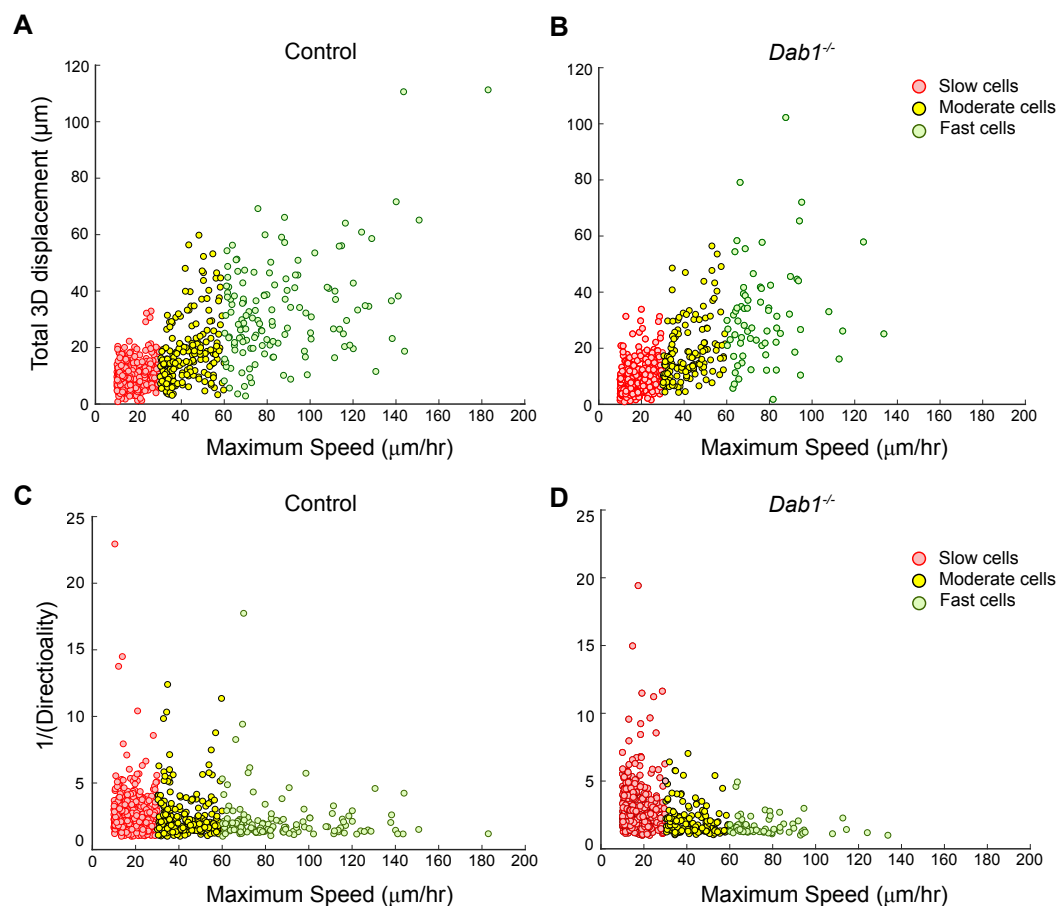 A
Control
120
100
80
60
40
20
0
Total 3D displacement (μm)
0 20 40 60 80 100 120 140 160 180 200
Maximum Speed (μm/hr)
B
Dab1-/-
120
100
80
60
40
20
0
0 20 40 60 80 100 120 140 160 180 200
Maximum Speed (μm/hr)
Slow cells
Moderate cells
Fast cells
C
Control
25
20
15
10
5
0
1/(Directioality)
0 20 40 60 80 100 120 140 160 180 200
Maximum Speed (μm/hr)
D
Dab1-/-
25
20
15
10
5
0
0 20 40 60 80 100 120 140 160 180 200
Maximum Speed (μm/hr)
Slow cells
Moderate cells
Fast cells